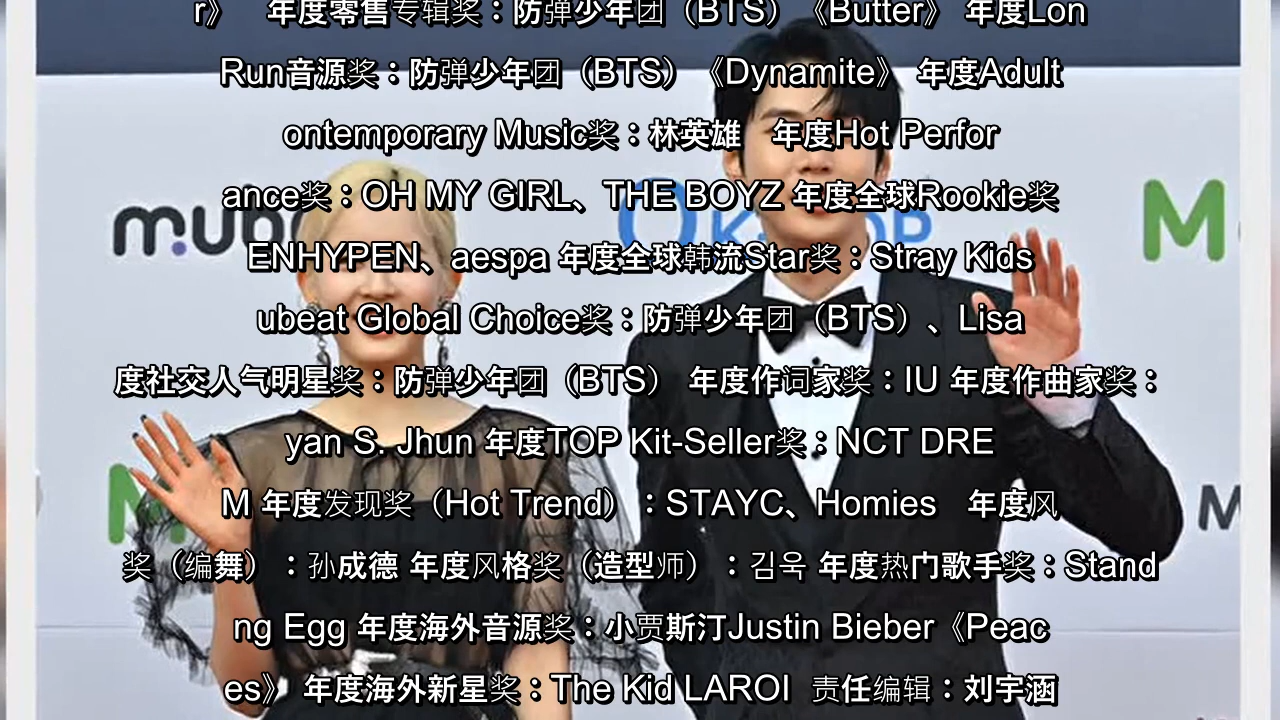 r》 年度零售专辑奖：防弹少年团（BTS）《Butter》 年度Lon
Run音源奖：防弹少年团（BTS）《Dynamite》 年度Adult
ontemporary Music奖：林英雄 年度Hot Perfor
ance奖：OH MY GIRL、THE BOYZ 年度全球Rookie奖
ENHYPEN、aespa 年度全球韩流Star奖：Stray Kids
ubeat Global Choice奖：防弹少年团（BTS）、Lisa
度社交人气明星奖：防弹少年团（BTS） 年度作词家奖：IU 年度作曲家奖：
yan S. Jhun 年度TOP Kit-Seller奖：NCT DRE
M 年度发现奖（Hot Trend）：STAYC、Homies 年度风
奖（编舞）：孙成德 年度风格奖（造型师）：김욱 年度热门歌手奖：Stand
ng Egg 年度海外音源奖：小贾斯汀Justin Bieber《Peac
es》 年度海外新星奖：The Kid LAROI 责任编辑：刘宇涵